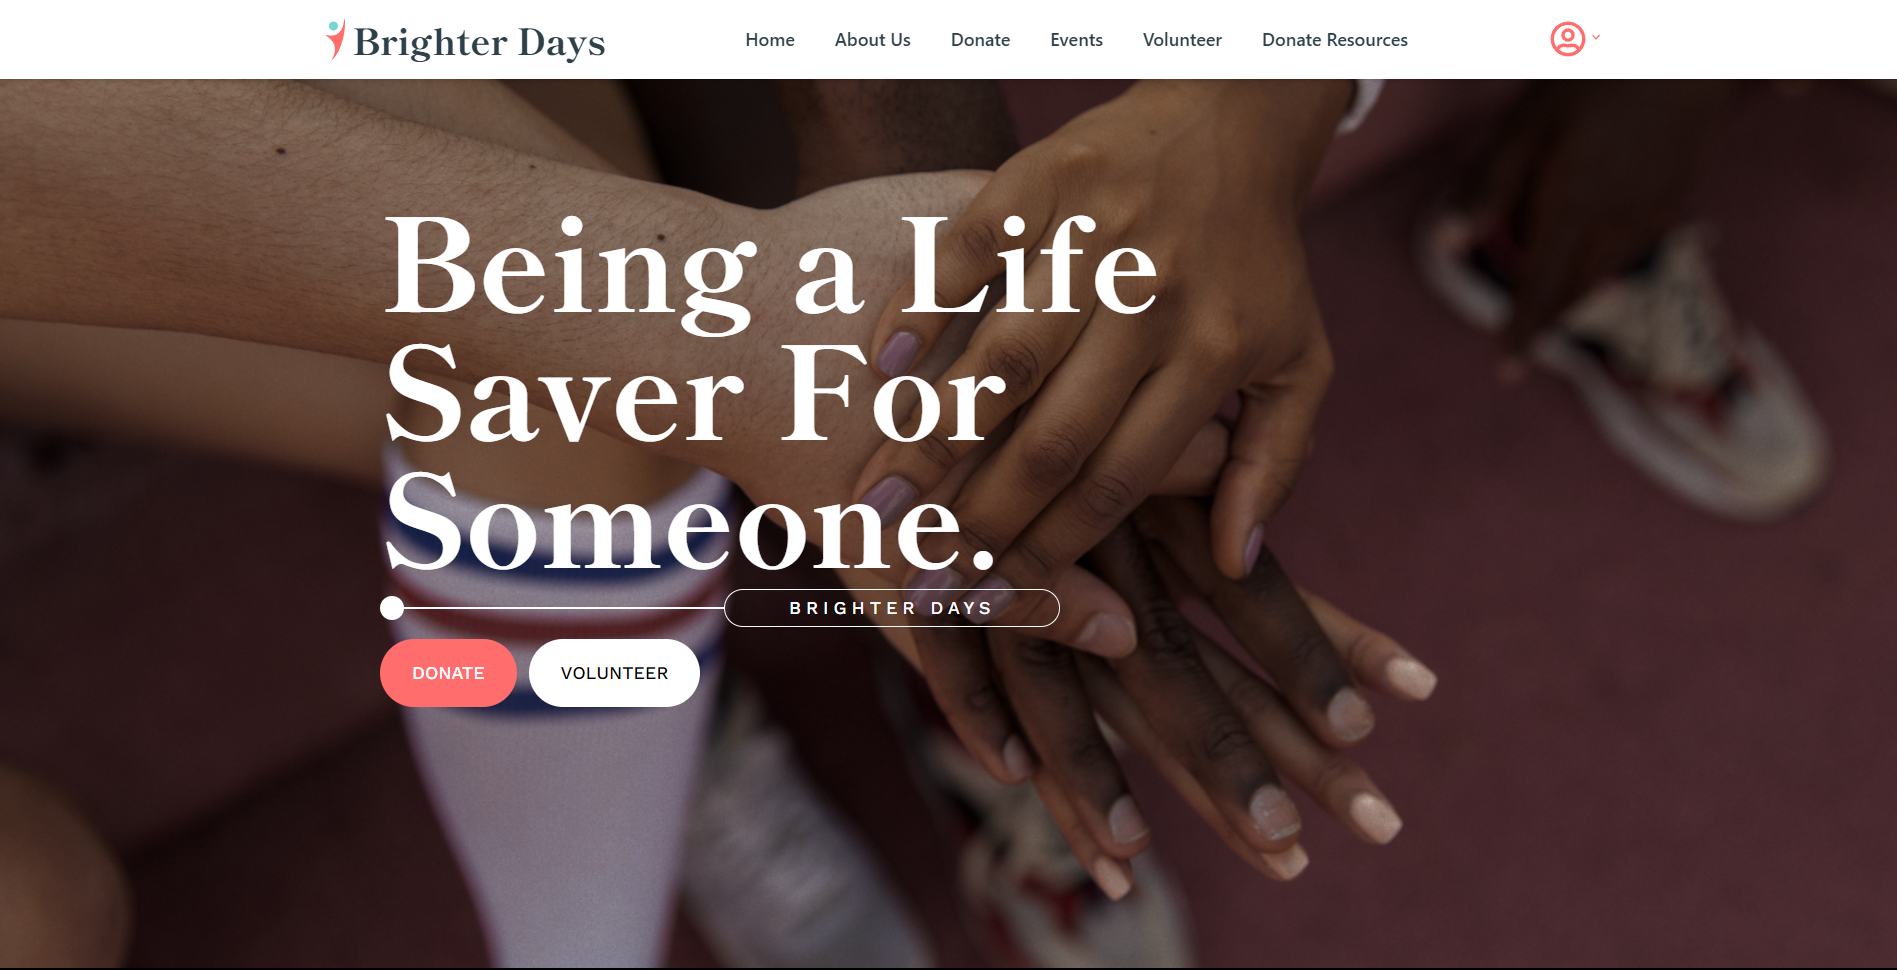 Brighter Days
Home
About Us
Donate
Events
Volunteer
Donate Resources
Being a Life
Saver For
Someone.
BRIGHTER DAYS
DONATE
VOLUNTEER